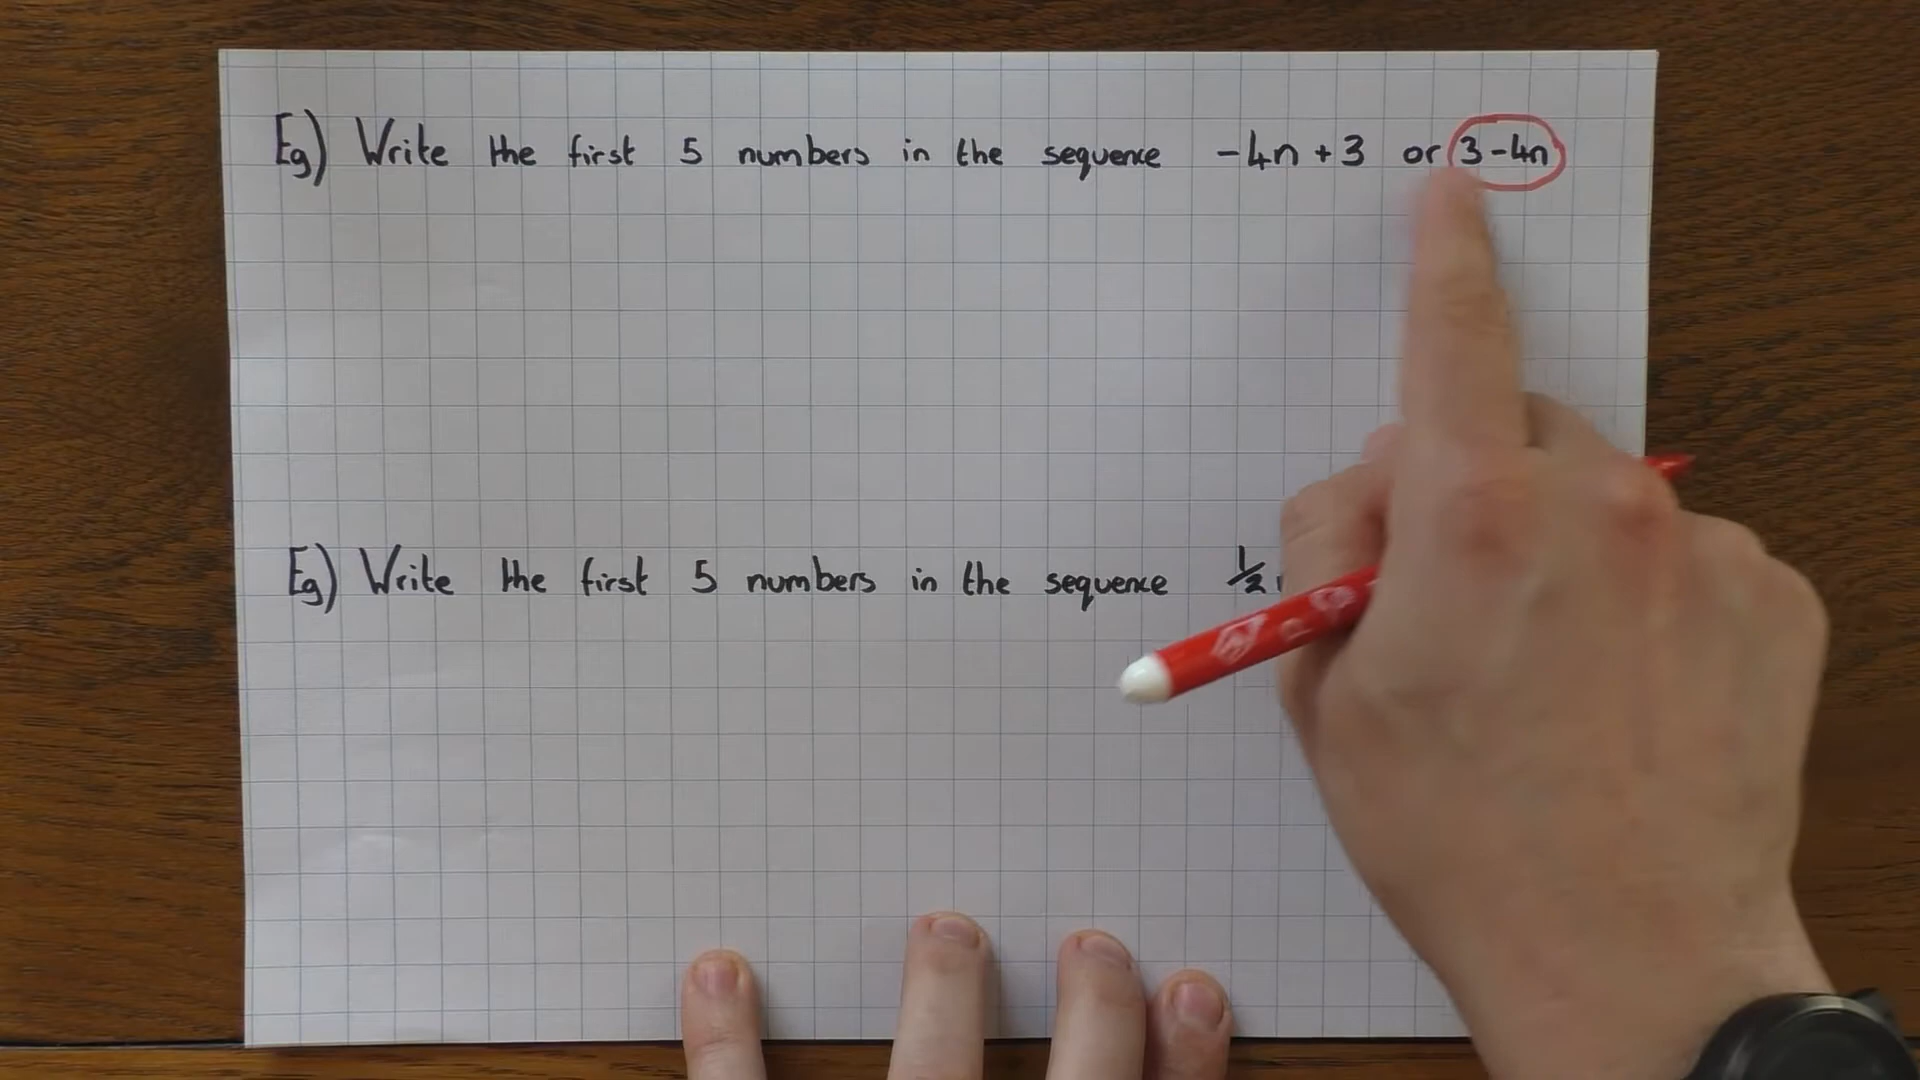 Eg) Write the first 5 numbers in the sequence -4n + 3 or 3-4n
Eg) Write the first 5 numbers in the sequence ½